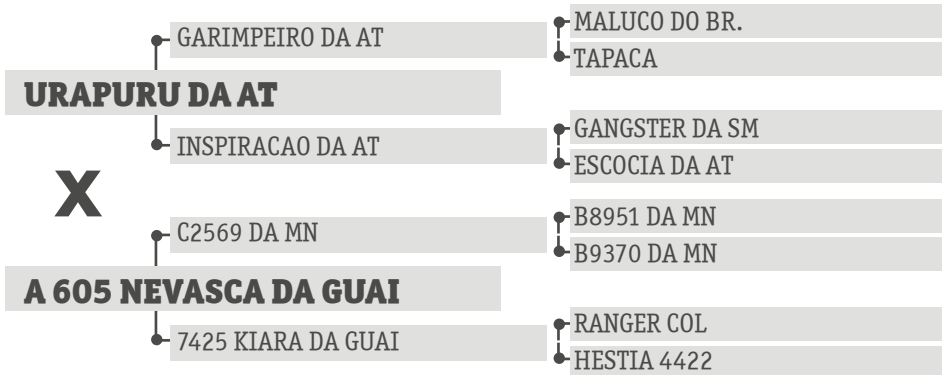 MALUCO DO BR.
GARIMPEIRO DA AT
TAPACA
URAPURU DA AT
GANGSTER DA SM
INSPIRACAO DA AT
ESCOCIA DA AT
X
B8951 DA MN
C2569 DA MN
B9370 DA MN
A 605 NEVASCA DA GUAI
RANGER COL
7425 KIARA DA GUAI
HESTIA 4422